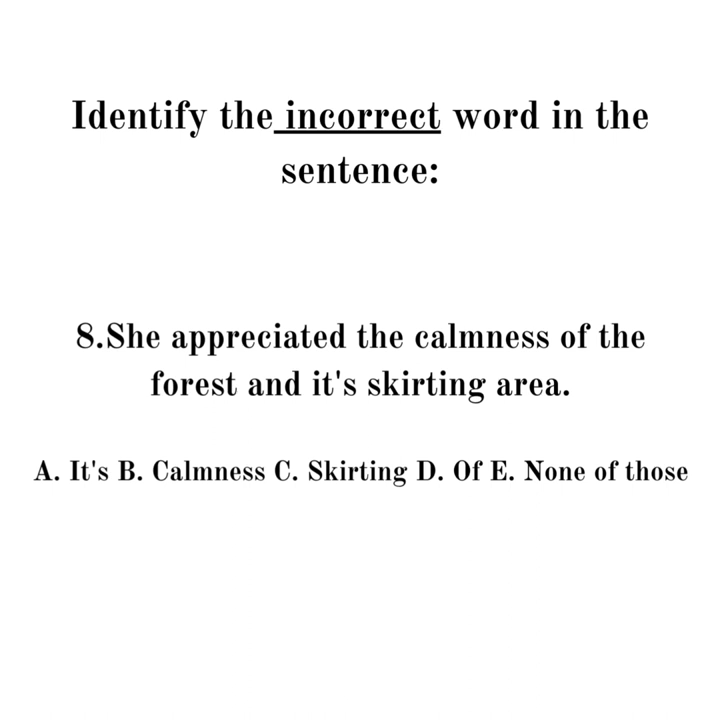 Identify the incorrect word in the
sentence:
8.She appreciated the calmness of the
forest and it's skirting area.
A. It's B. Calmness C. Skirting D. Of E. None of those